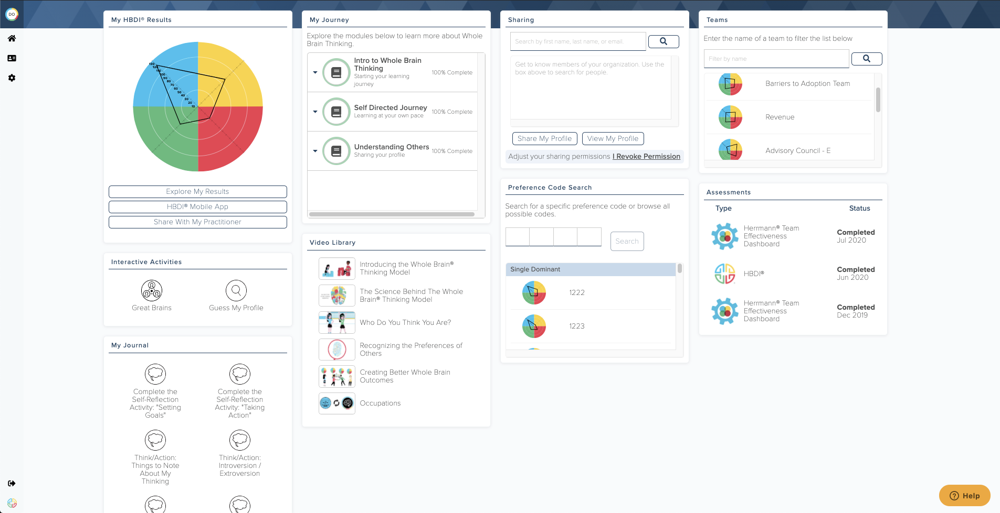 DO
My HBDI® Results
130
120
110
100
90
80
70
60
50
40
30
20
10
Explore My Results
HBDI® Mobile App
Share With My Practitioner
Interactive Activities
Great Brains
Guess My Profile
My Journal
Complete the
Self-Reflection
Activity: "Setting
Goals"
Complete the
Self-Reflection
Activity: "Taking
Action"
Think/Action:
Things to Note
About My
Thinking
Think/Action:
Introversion /
Extroversion
My Journey
Explore the modules below to learn more about Whole
Brain Thinking.
Intro to Whole Brain
Thinking
Starting your learning
journey
100% Complete
Self Directed Journey
Learning at your own pace
100% Complete
Understanding Others
Sharing your profile
100% Complete
Video Library
Introducing the Whole Brain®
Thinking Model
The Science Behind The Whole
Brain® Thinking Model
Who Do You Think You Are?
Recognizing the Preferences of
Others
Creating Better Whole Brain
Outcomes
Occupations
Sharing
Search by first name, last name, or email.
Get to know members of your organization. Use the
box above to search for people.
Share My Profile
View My Profile
Adjust your sharing permissions I Revoke Permission
Preference Code Search
Search for a specific preference code or browse all
possible codes.
Search
Single Dominant
1222
1223
Teams
Enter the name of a team to filter the list below
Filter by name
Barriers to Adoption Team
Revenue
Advisory Council - E
Assessments
Type
Status
Herrmann® Team
Effectiveness
Dashboard
Completed
Jul 2020
HBDI®
Completed
Jun 2020
Herrmann® Team
Effectiveness
Dashboard
Completed
Dec 2019
Help